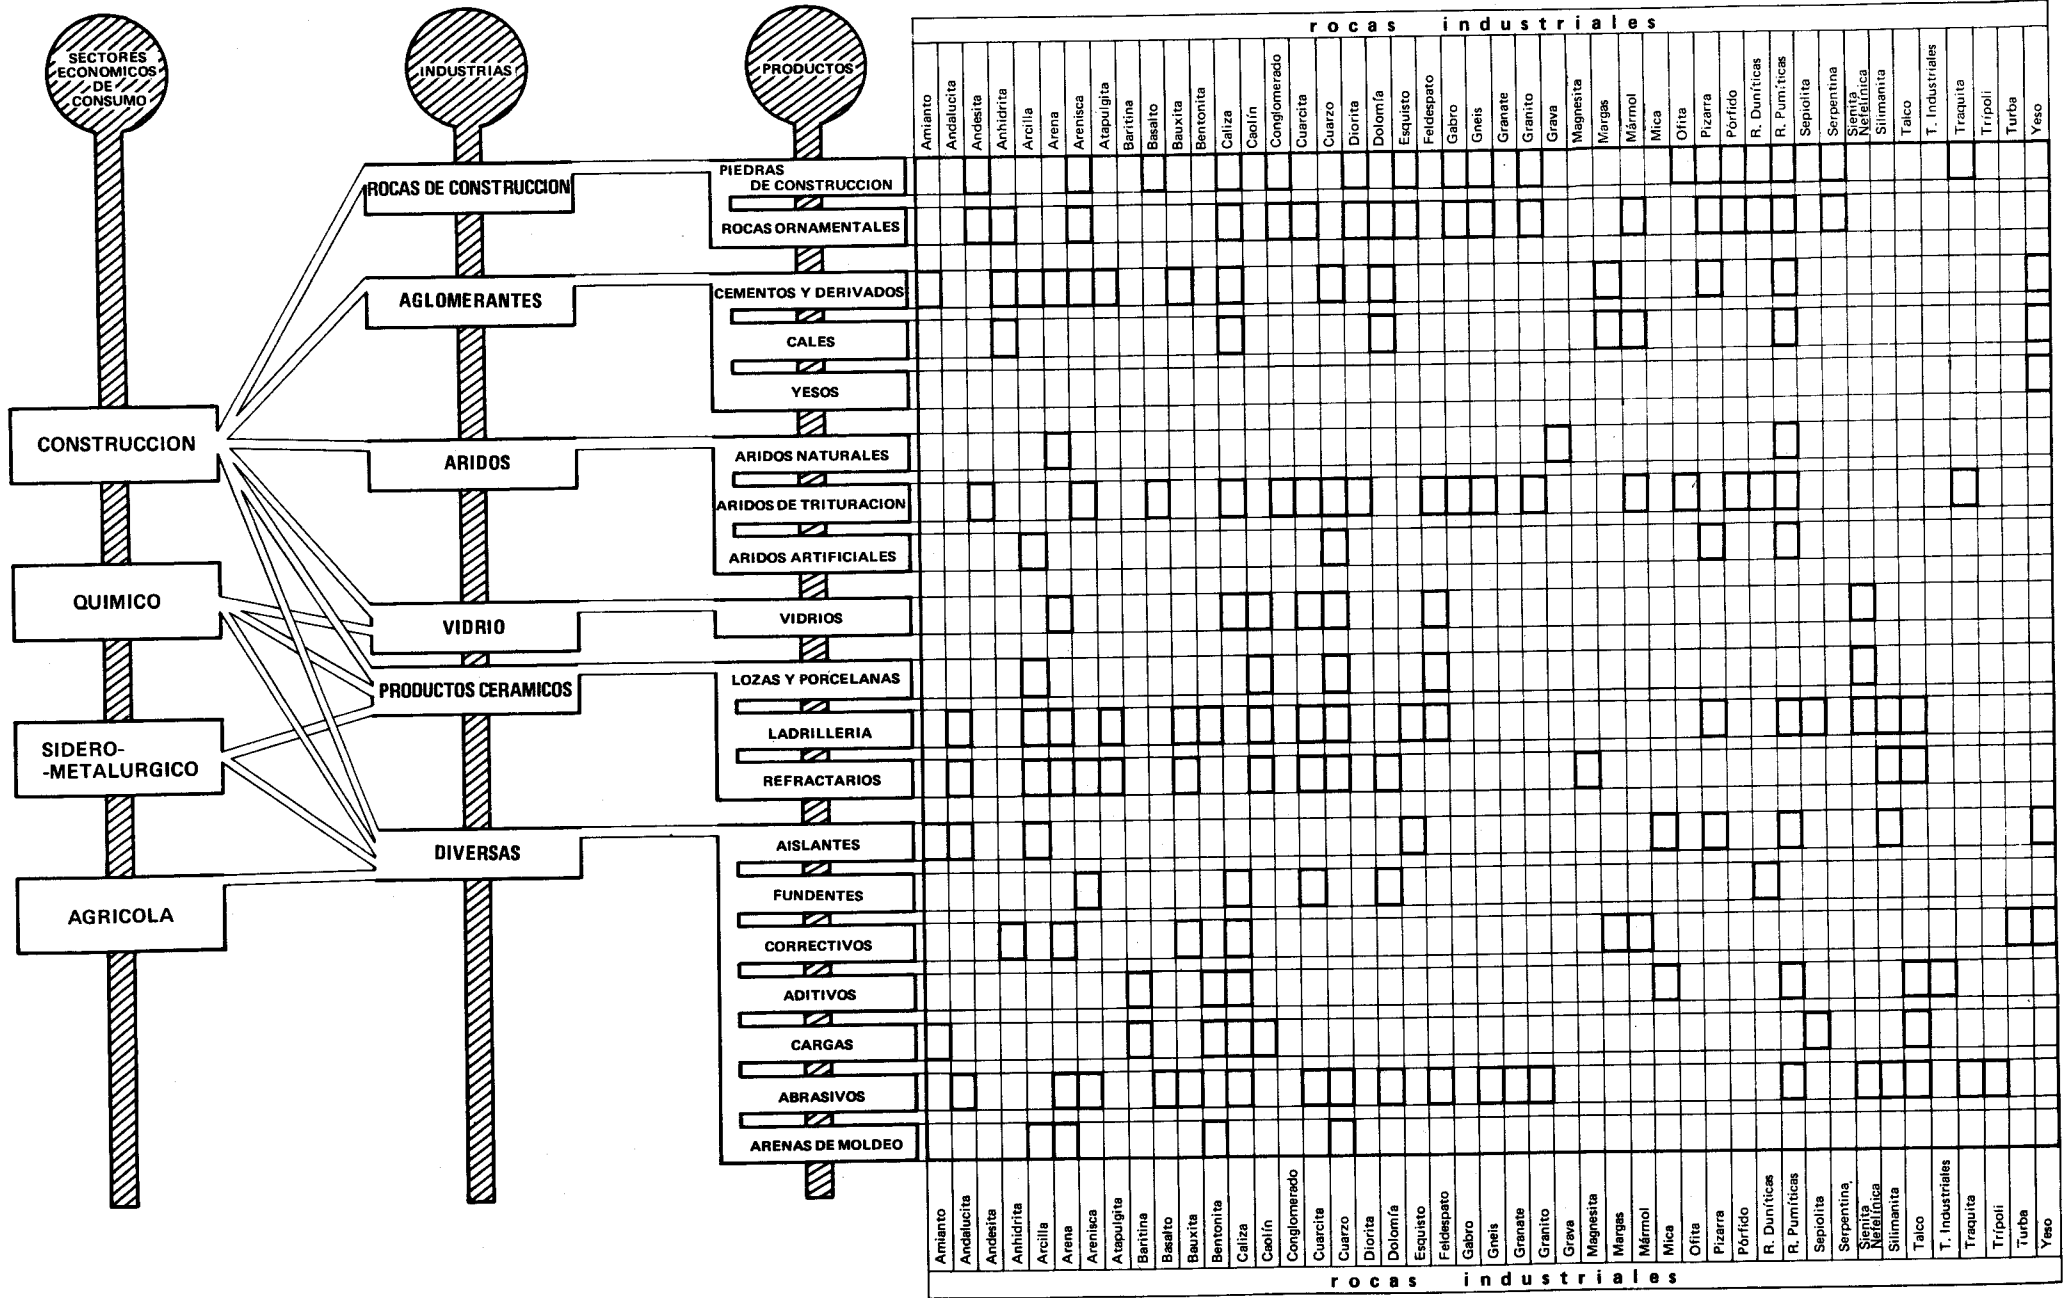 SECTORES
ECONOMICOS
DE
CONSUMO
INDUSTRIAS
PRODUCTOS
rocas industriales
Amianto
Andalucita
Andesita
Anhidrita
Arcilla
Arena
Arenisca
Atapulgita
Baritina
Basalto
Bauxita
Bentonita
Caliza
Caolín
Conglomerado
Cuarcita
Cuarzo
Diorita
Dolomía
Esquisto
Feldespato
Gabro
Gneis
Granate
Granito
Grava
Magnesita
Margas
Mármol
Mica
Ofita
Pizarra
Pórfido
R. Duníticas
R. Pumíticas
Sepiolita
Serpentina
Sienita
Nefelínica
Silimanita
Talco
T. Industriales
Traquita
Trípoli
Turba
Yeso
CONSTRUCCION
QUIMICO
SIDERO-
-METALURGICO
AGRICOLA
ROCAS DE CONSTRUCCION
AGLOMERANTES
ARIDOS
VIDRIO
PRODUCTOS CERAMICOS
DIVERSAS
PIEDRAS
DE CONSTRUCCION
ROCAS ORNAMENTALES
CEMENTOS Y DERIVADOS
CALES
YESOS
ARIDOS NATURALES
ARIDOS DE TRITURACION
ARIDOS ARTIFICIALES
VIDRIOS
LOZAS Y PORCELANAS
LADRILLERIA
REFRACTARIOS
AISLANTES
FUNDENTES
CORRECTIVOS
ADITIVOS
CARGAS
ABRASIVOS
ARENAS DE MOLDEO
Amianto
Andalucita
Andesita
Anhidrita
Arcilla
Arena
Arenisca
Atapulgita
Baritina
Basalto
Bauxita
Bentonita
Caliza
Caolín
Conglomerado
Cuarcita
Cuarzo
Diorita
Dolomía
Esquisto
Feldespato
Gabro
Gneis
Granate
Granito
Grava
Magnesita
Margas
Mármol
Mica
Ofita
Pizarra
Pórfido
R. Duníticas
R. Pumíticas
Sepiolita
Serpentina
Sienita
Nefelínica
Silimanita
Talco
T. Industriales
Traquita
Trípoli
Turba
Yeso
rocas industriales